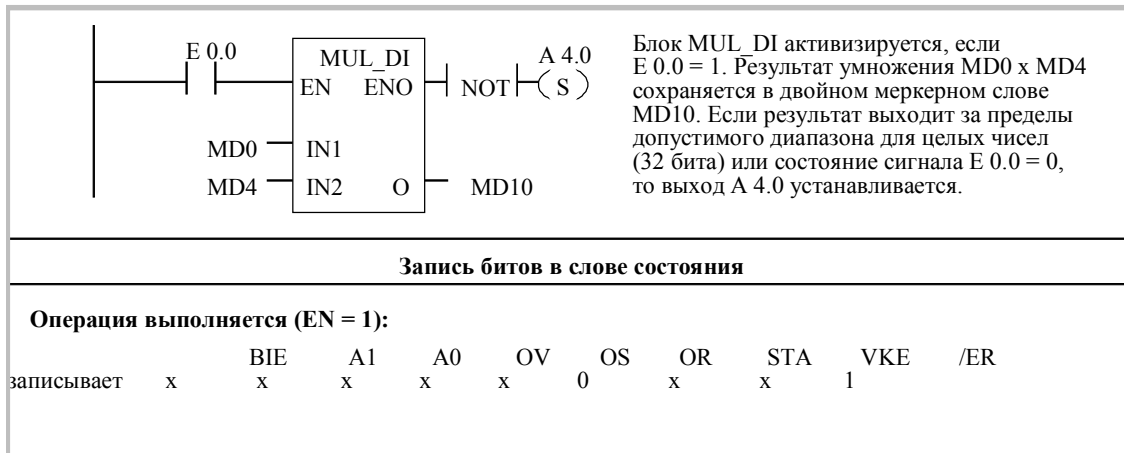 E 0.0
MUL_DI
A 4.0
EN ENO
NOT
( S )
MD0
IN1
MD4
IN2
O
MD10
Блок MUL_DI активизируется, если
E 0.0 = 1. Результат умножения MD0 x MD4
сохраняется в двойном меркерном слове
MD10. Если результат выходит за пределы
допустимого диапазона для целых чисел
(32 бита) или состояние сигнала E 0.0 = 0,
то выход A 4.0 устанавливается.
Запись битов в слове состояния
Операция выполняется (EN = 1):
BIE A1 A0 OV OS OR STA VKE /ER
записывает x x x x x 0 x x 1